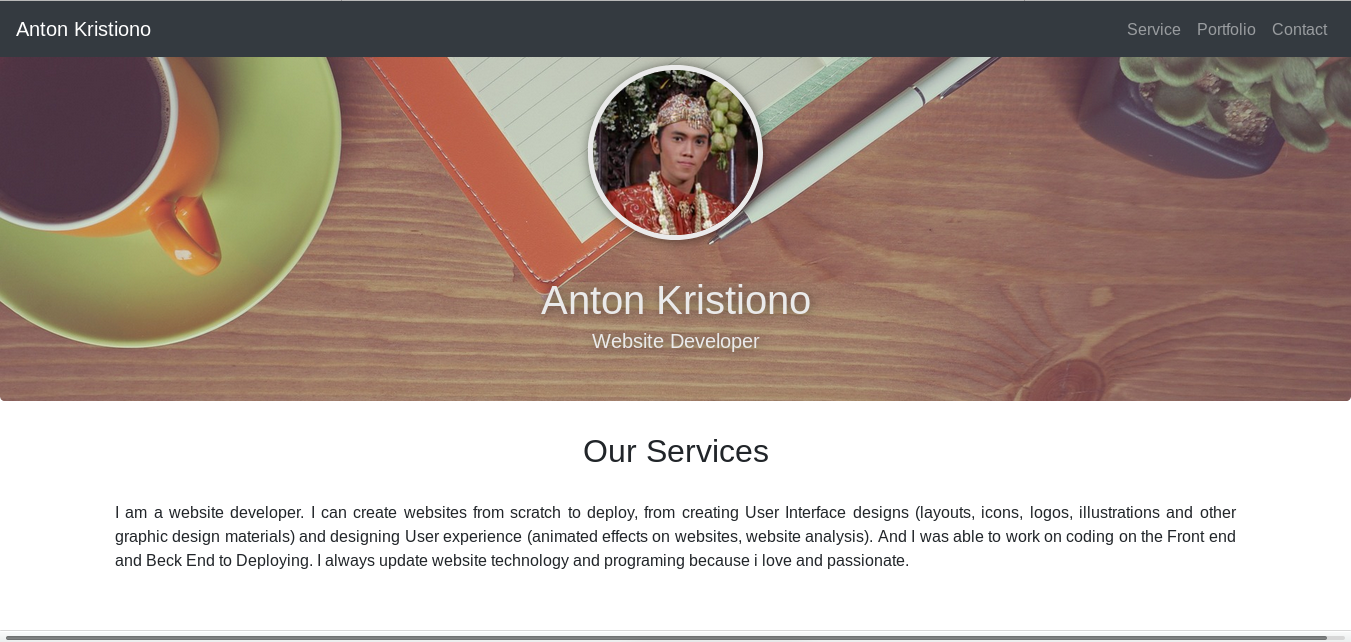 Anton Kristiono
Service Portfolio Contact
Anton Kristiono
Website Developer
Our Services
I am a website developer. I can create websites from scratch to deploy, from creating User Interface designs (layouts, icons, logos, illustrations and other
graphic design materials) and designing User experience (animated effects on websites, website analysis). And I was able to work on coding on the Front end
and Beck End to Deploying. I always update website technology and programing because i love and passionate.